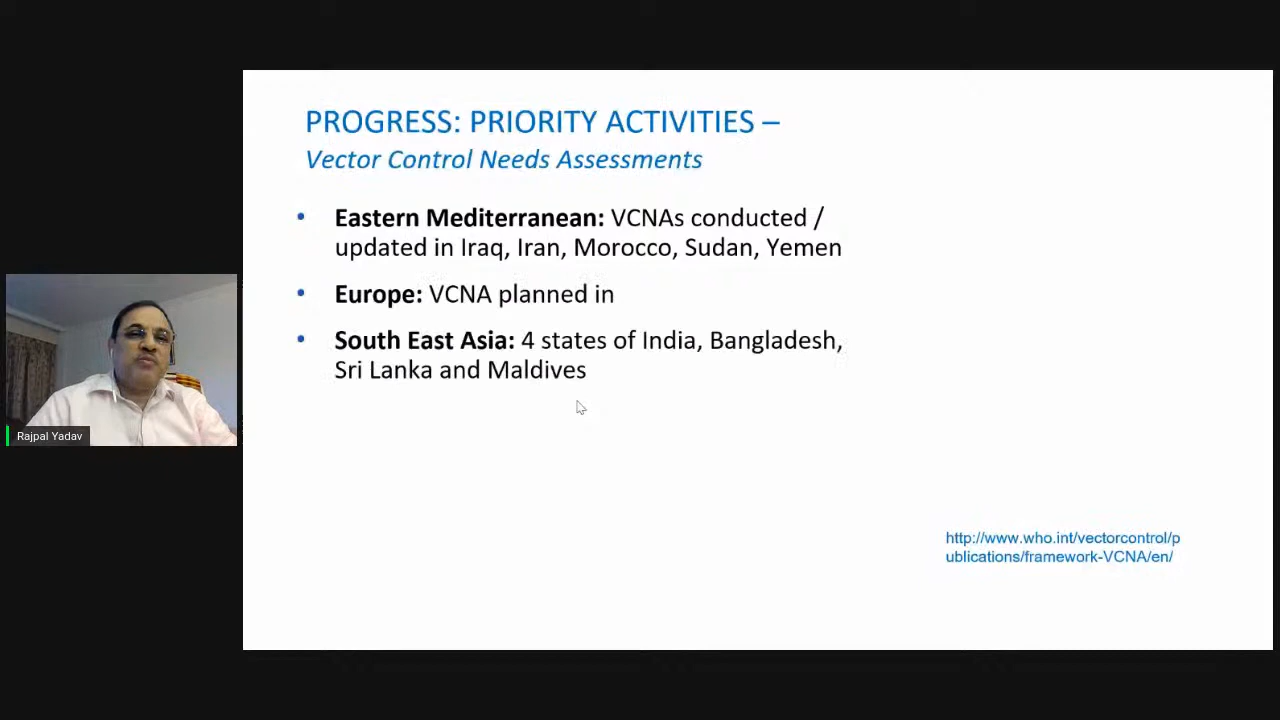 PROGRESS: PRIORITY ACTIVITIES –
Vector Control Needs Assessments
• Eastern Mediterranean: VCNAs conducted /
updated in Iraq, Iran, Morocco, Sudan, Yemen
• Europe: VCNA planned in
• South East Asia: 4 states of India, Bangladesh,
Sri Lanka and Maldives
Rajpal Yadav
http://www.who.int/vectorcontrol/p
ublications/framework-VCNA/en/